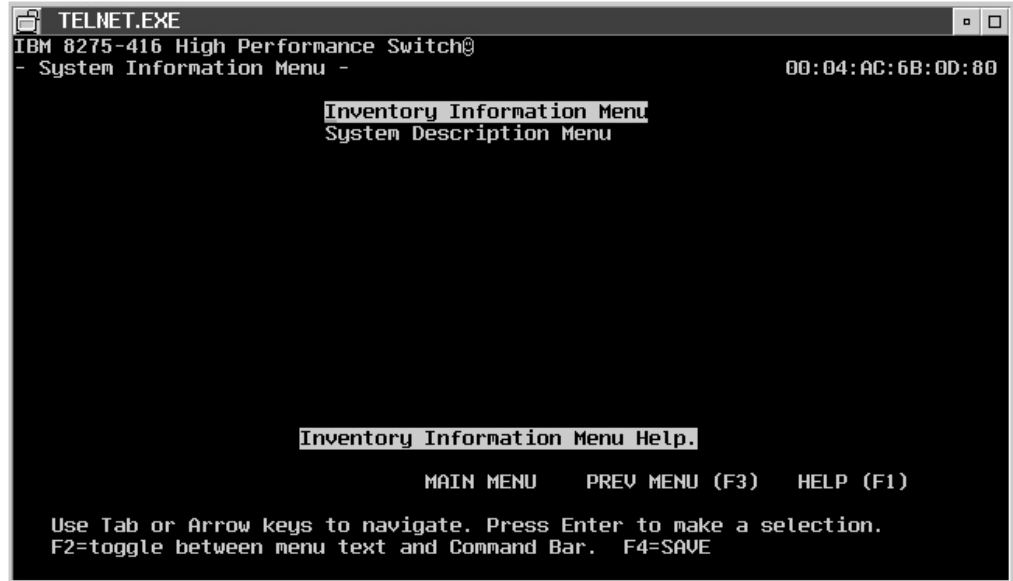 TELNET.EXE
IBM 8275-416 High Performance Switch
- System Information Menu - 00:04:AC:6B:0D:80
Inventory Information Menu
System Description Menu
Inventory Information Menu Help.
MAIN MENU PREV MENU (F3) HELP (F1)
Use Tab or Arrow keys to navigate. Press Enter to make a selection.
F2=toggle between menu text and Command Bar. F4=SAVE